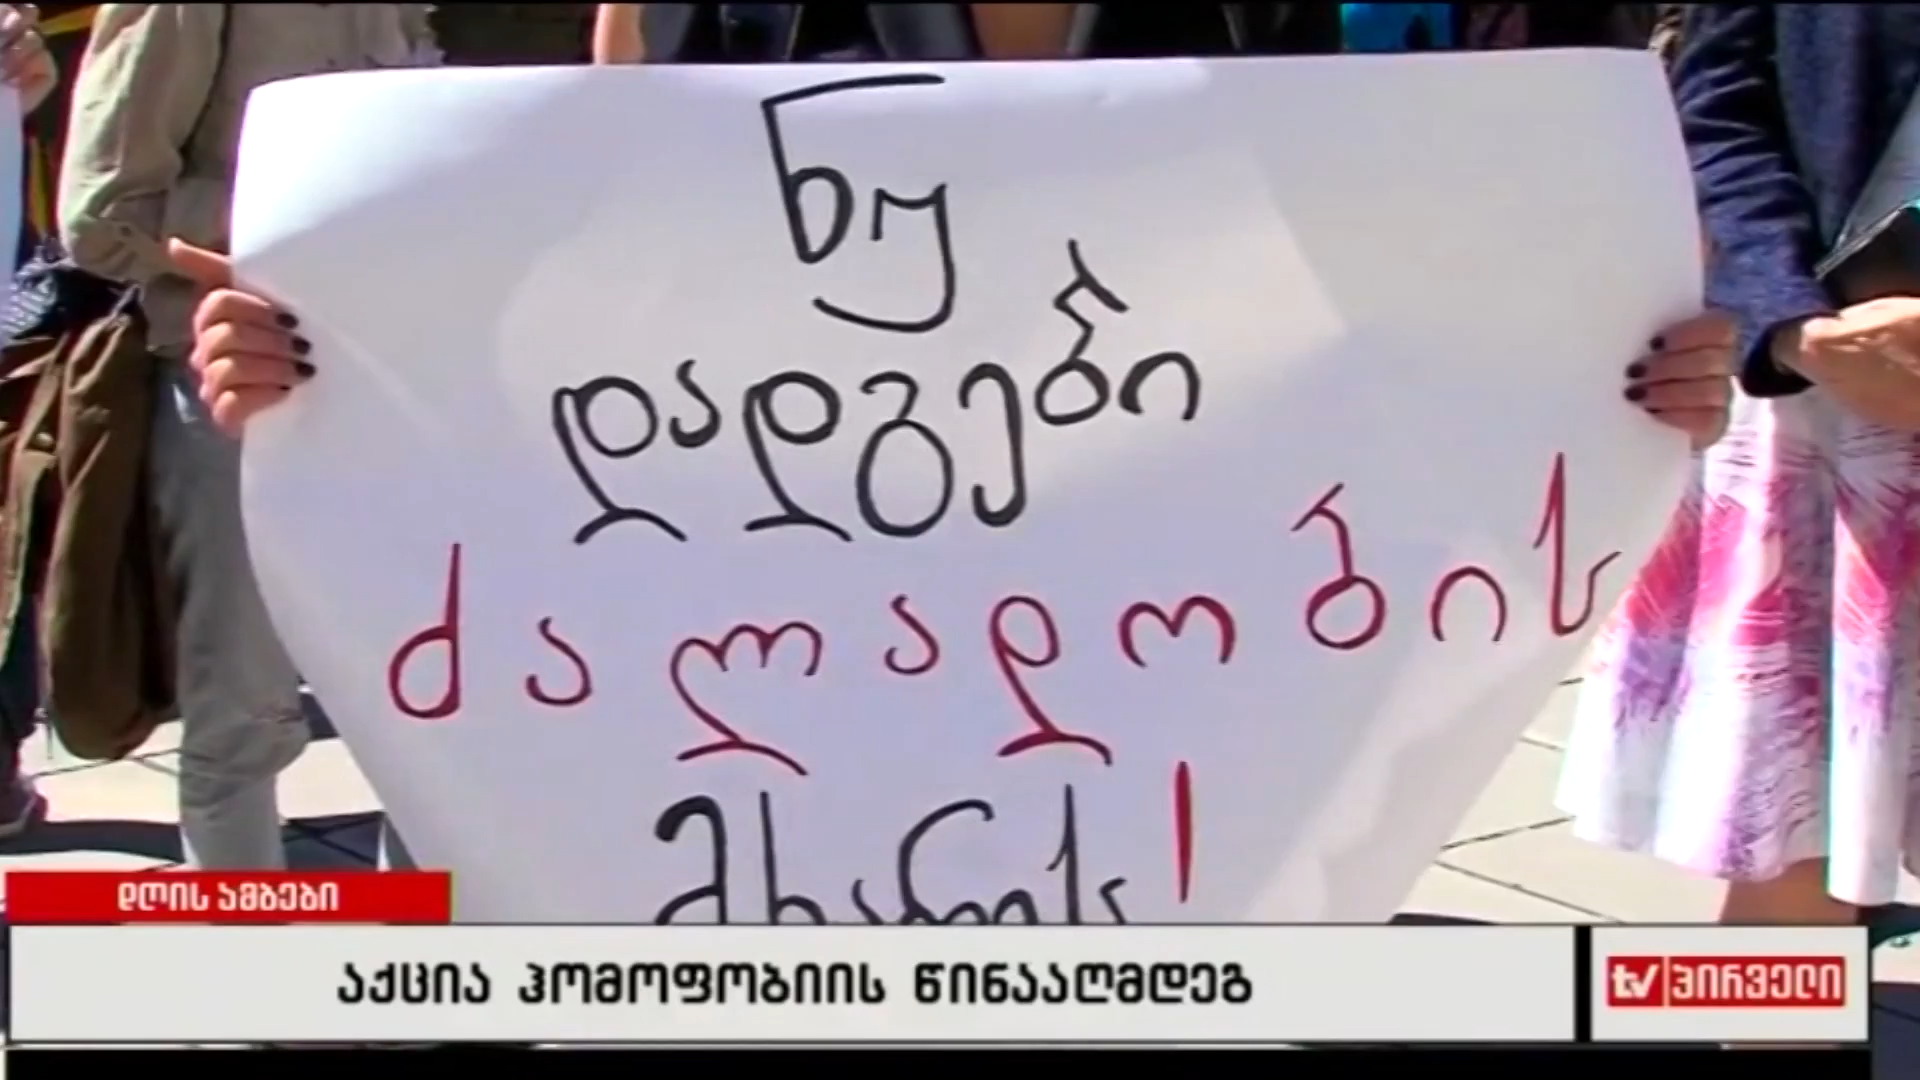 ნუ
დადგები
ძალადობის
მხარეს!
დღის ამბები
აქცია ჰომოფობიის წინააღმდეგ
tv პირველი